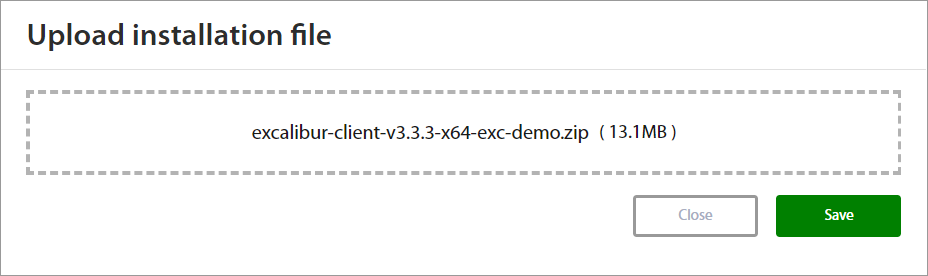 Upload installation file
excalibur-client-v3.3.3-x64-exc-demo.zip ( 13.1MB )
Close Save